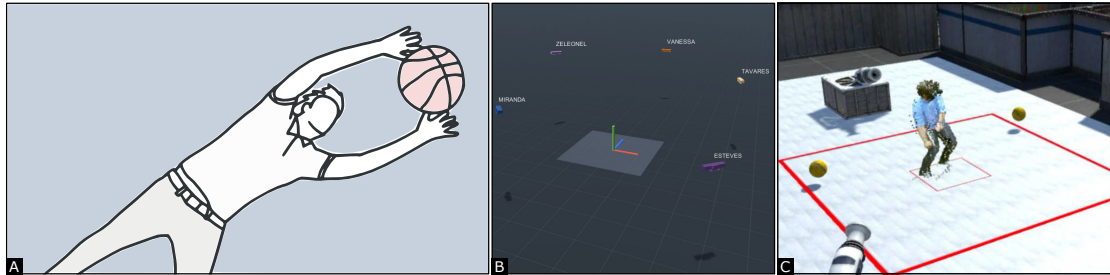 ZELEONEL
VANESSA
TAVARES
MIRANDA
ESTEVES
A
B
C